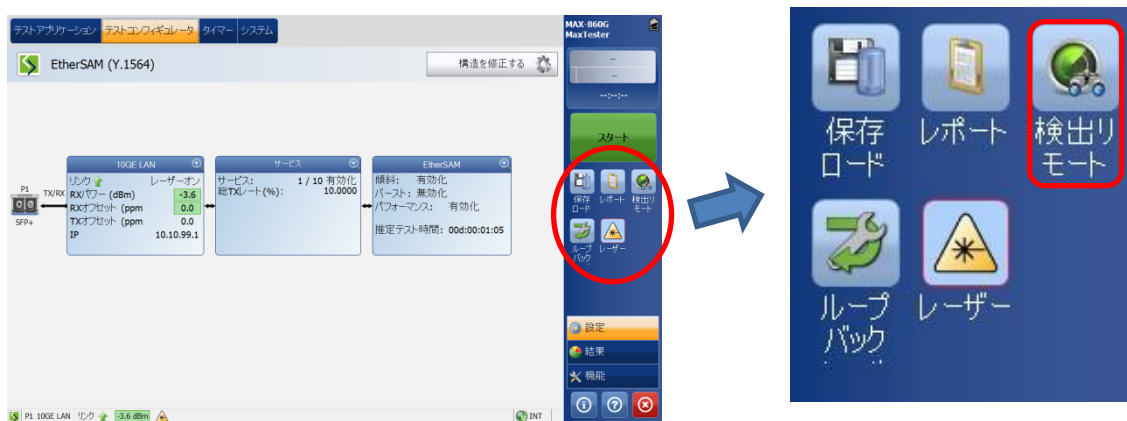 テストアプリケーション テストコンフィギュレータ タイマー システム
EtherSAM (Y.1564)
構造を修正する
10GE LAN
リンク レーザーオン
RXパワー (dBm) -3.6
RXオフセット (ppm 0.0
TXオフセット (ppm 0.0
IP 10.10.99.1
P1
TX/RX
SFP+
サービス
サービス: 1 / 10 有効化
総TXレート(%): 10.0000
EtherSAM
傾斜: 有効化
バースト: 無効化
パフォーマンス: 有効化
推定テスト時間: 00d:00:01:05
MAX-860G
MaxTester
--
--
--:--:--
スタート
保存
ロード
レポート
検出リ
モート
ループ
バック
レーザー
設定
結果
機能
P1 10GE LAN リンク -3.6 dBm
INT
保存
ロード
レポート
検出リ
モート
ループ
バック
レーザー